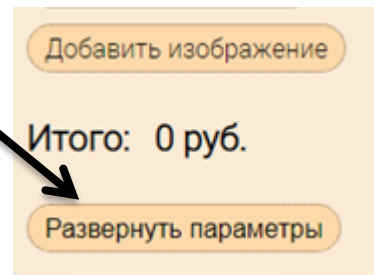 Добавить изображение
Итого: 0 руб.
Развернуть параметры